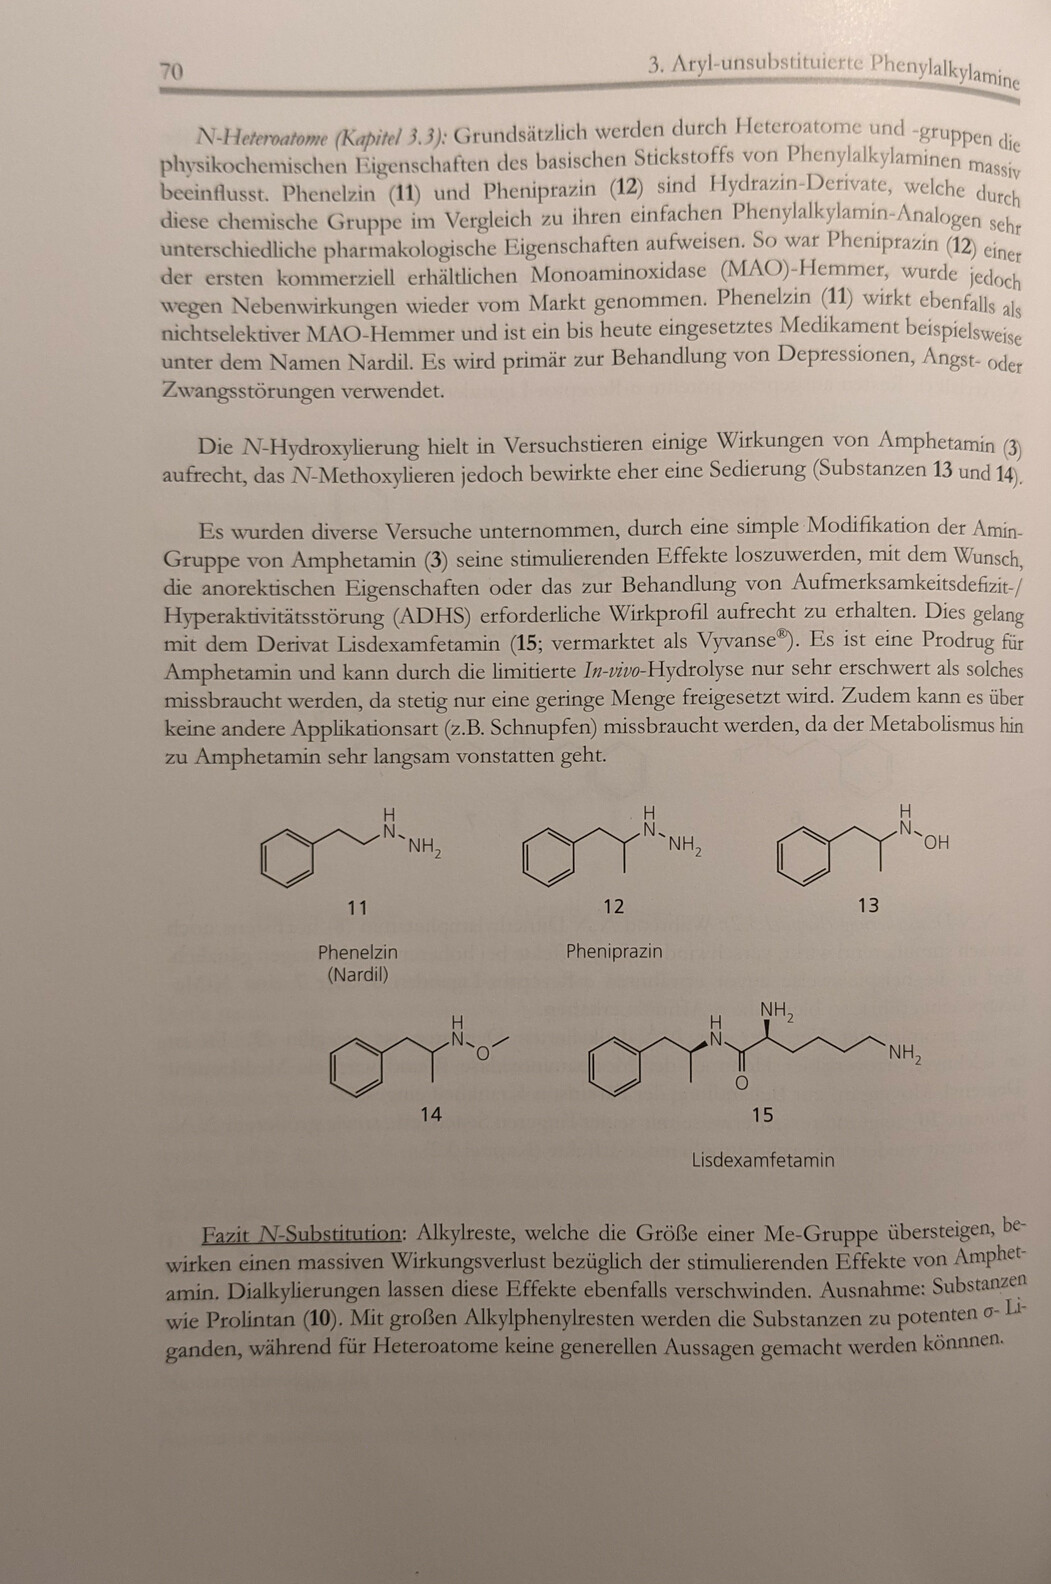 70
3. Aryl-unsubstituierte Phenylalkylamine
N-Heteroatome (Kapitel 3.3): Grundsätzlich werden durch Heteroatome und -gruppen die
physikochemischen Eigenschaften des basischen Stickstoffs von Phenylalkylaminen massiv
beeinflusst. Phenelzin (11) und Pheniprazin (12) sind Hydrazin-Derivate, welche durch
diese chemische Gruppe im Vergleich zu ihren einfachen Phenylalkylamin-Analogen sehr
unterschiedliche pharmakologische Eigenschaften aufweisen. So war Pheniprazin (12) einer
der ersten kommerziell erhältlichen Monoaminoxidase (MAO)-Hemmer, wurde jedoch
wegen Nebenwirkungen wieder vom Markt genommen. Phenelzin (11) wirkt ebenfalls als
nichtselektiver MAO-Hemmer und ist ein bis heute eingesetztes Medikament beispielsweise
unter dem Namen Nardil. Es wird primär zur Behandlung von Depressionen, Angst- oder
Zwangsstörungen verwendet.
Die N-Hydroxylierung hielt in Versuchstieren einige Wirkungen von Amphetamin (3)
aufrecht, das N-Methoxylieren jedoch bewirkte eher eine Sedierung (Substanzen 13 und 14).
Es wurden diverse Versuche unternommen, durch eine simple Modifikation der Amin-
Gruppe von Amphetamin (3) seine stimulierenden Effekte loszuwerden, mit dem Wunsch,
die anorektischen Eigenschaften oder das zur Behandlung von Aufmerksamkeitsdefizit-/
Hyperaktivitätsstörung (ADHS) erforderliche Wirkprofil aufrecht zu erhalten. Dies gelang
mit dem Derivat Lisdexamfetamin (15; vermarktet als Vyvanse®). Es ist eine Prodrug für
Amphetamin und kann durch die limitierte In-vivo-Hydrolyse nur sehr erschwert als solches
missbraucht werden, da stetig nur eine geringe Menge freigesetzt wird. Zudem kann es über
keine andere Applikationsart (z.B. Schnupfen) missbraucht werden, da der Metabolismus hin
zu Amphetamin sehr langsam vonstatten geht.
H
N
NH2
H
N
NH2
H
N
OH
11
12
13
Phenelzin
(Nardil)
Pheniprazin
H
N
O
H
N
O
NH2
NH2
14
15
Lisdexamfetamin
Fazit N-Substitution: Alkylreste, welche die Größe einer Me-Gruppe übersteigen, be-
wirken einen massiven Wirkungsverlust bezüglich der stimulierenden Effekte von Amphet-
amin. Dialkylierungen lassen diese Effekte ebenfalls verschwinden. Ausnahme: Substanzen
wie Prolintan (10). Mit großen Alkylphenylresten werden die Substanzen zu potenten σ- Li-
ganden, während für Heteroatome keine generellen Aussagen gemacht werden könnnen.